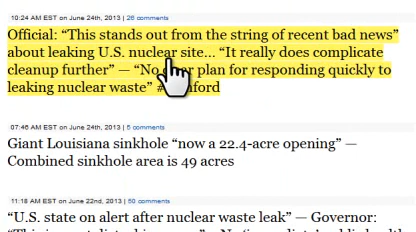 10:24 AM EST on June 24th, 2013 | 26 comments
Official: “This stands out from the string of recent bad news”
about leaking U.S. nuclear site… “It really does complicate
cleanup further” — “No plan for responding quickly to
leaking nuclear waste”
07:46 AM EST on June 24th, 2013 | 5 comments
Giant Louisiana sinkhole “now a 22.4-acre opening” —
Combined sinkhole area is 49 acres
11:18 AM EST on June 22nd, 2013 | 50 comments
“U.S. state on alert after nuclear waste leak” — Governor: